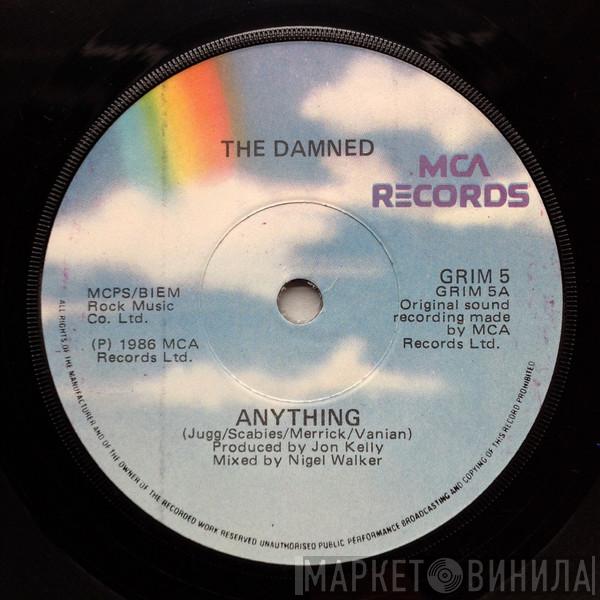 THE DAMNED
MCA
RECORDS
MCPS/BIEM
Rock Music
Co. Ltd.
(P) 1986 MCA
Records Ltd.
GRIM 5
GRIM 5A
Original sound
recording made
by MCA
Records Ltd.
ANYTHING
(Jugg/Scabies/Merrick/Vanian)
Produced by Jon Kelly
Mixed by Nigel Walker
ALL RIGHTS OF THE MANUFACTURER AND OF THE OWNER OF THE RECORDED WORK RESERVED UNAUTHORISED PUBLIC PERFORMANCE BROADCASTING AND COPYING OF THIS RECORD PROHIBITED
МАРКЕТ ВИНИЛА